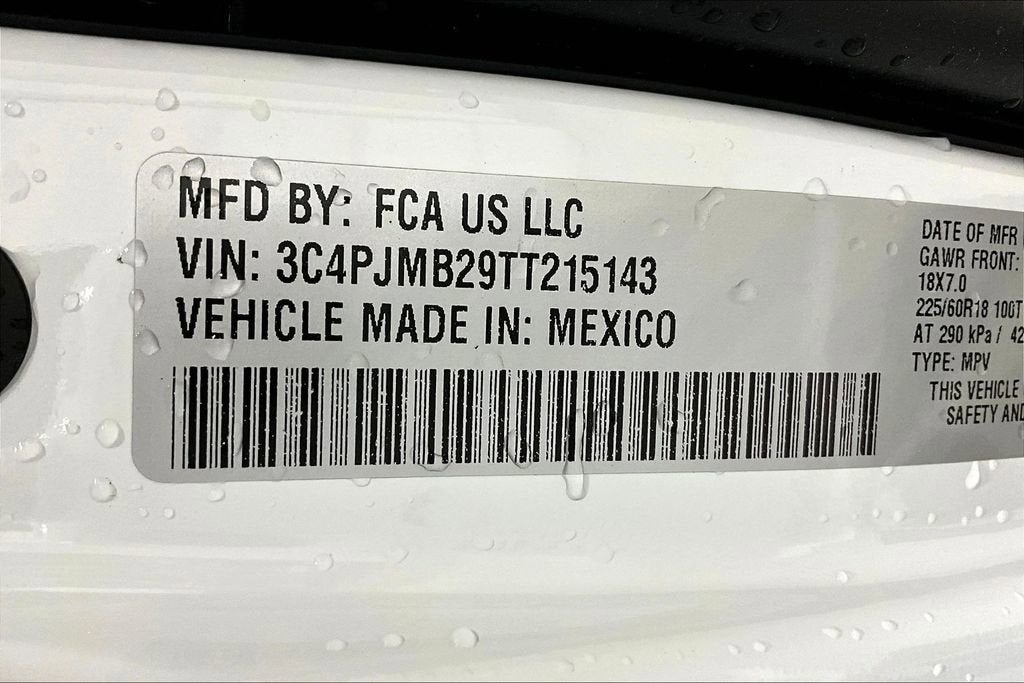 MFD BY: FCA US LLC
VIN: 3C4PJMB29TT215143
VEHICLE MADE IN: MEXICO
DATE OF MFR
GAWR FRONT:
18X7.0
225/60R18 100T
AT 290 kPa / 42
TYPE: MPV
THIS VEHICLE
SAFETY AND